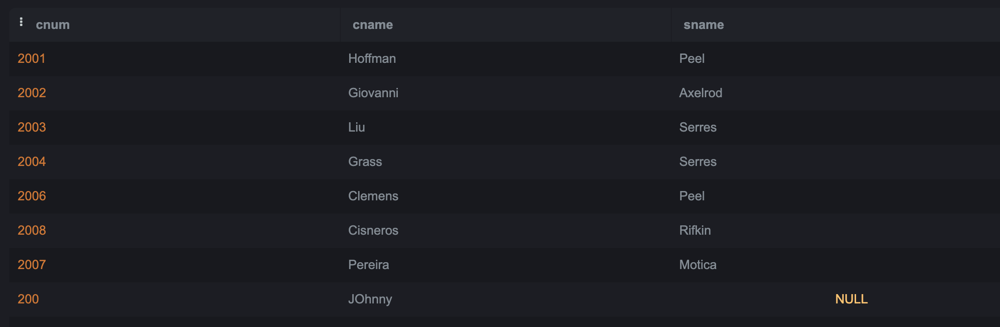 cnum cname sname
2001 Hoffman Peel
2002 Giovanni Axelrod
2003 Liu Serres
2004 Grass Serres
2006 Clemens Peel
2008 Cisneros Rifkin
2007 Pereira Motica
200 JOhnny NULL